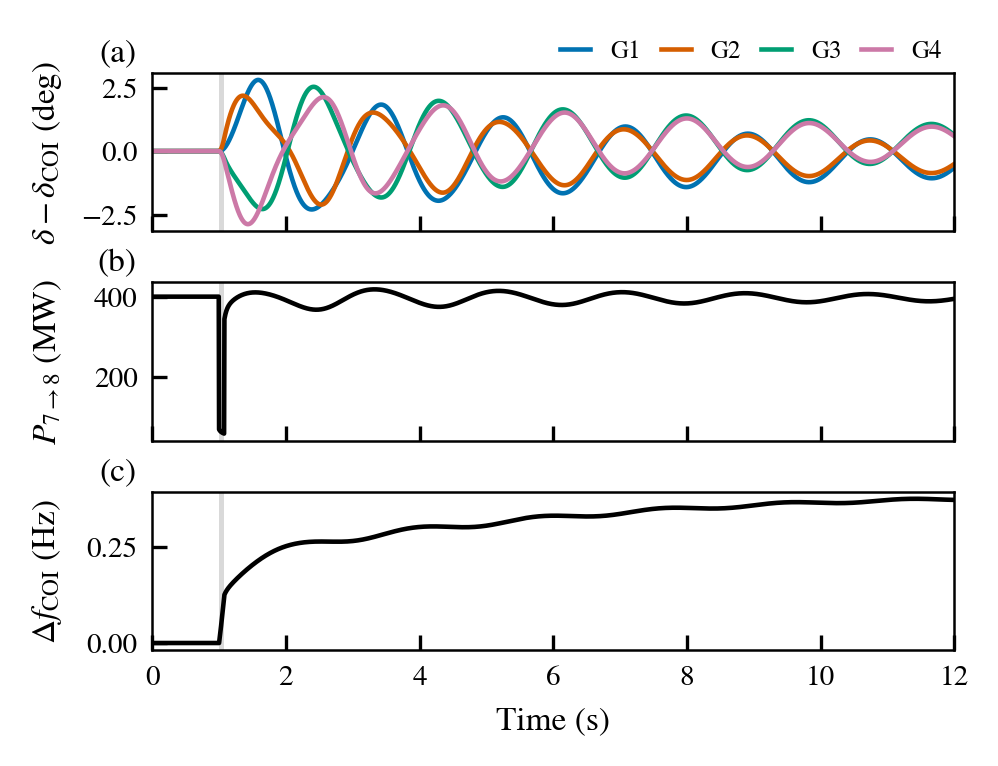 (a)
G1 G2 G3 G4
2.5
0.0
−2.5
δ − δCOI (deg)
(b)
400
200
P7→8 (MW)
(c)
0.25
0.00
ΔfCOI (Hz)
0 2 4 6 8 10 12
Time (s)